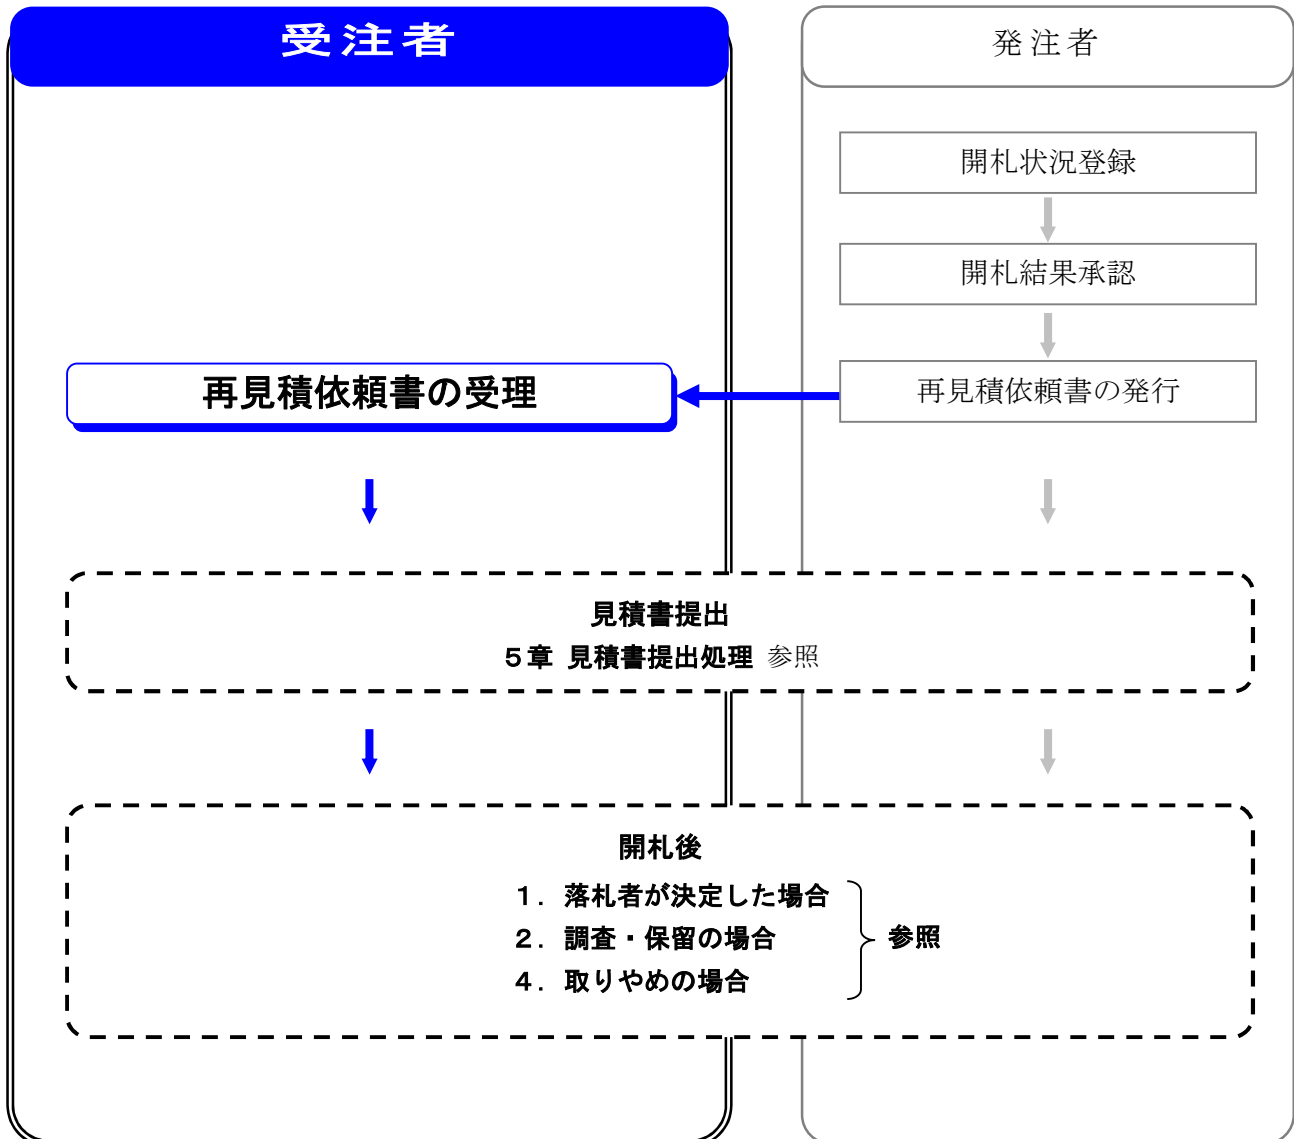 受注者
発注者
開札状況登録
開札結果承認
再見積依頼書の受理
再見積依頼書の発行
見積書提出
５章 見積書提出処理 参照
開札後
１．落札者が決定した場合
２．調査・保留の場合
参照
４．取りやめの場合